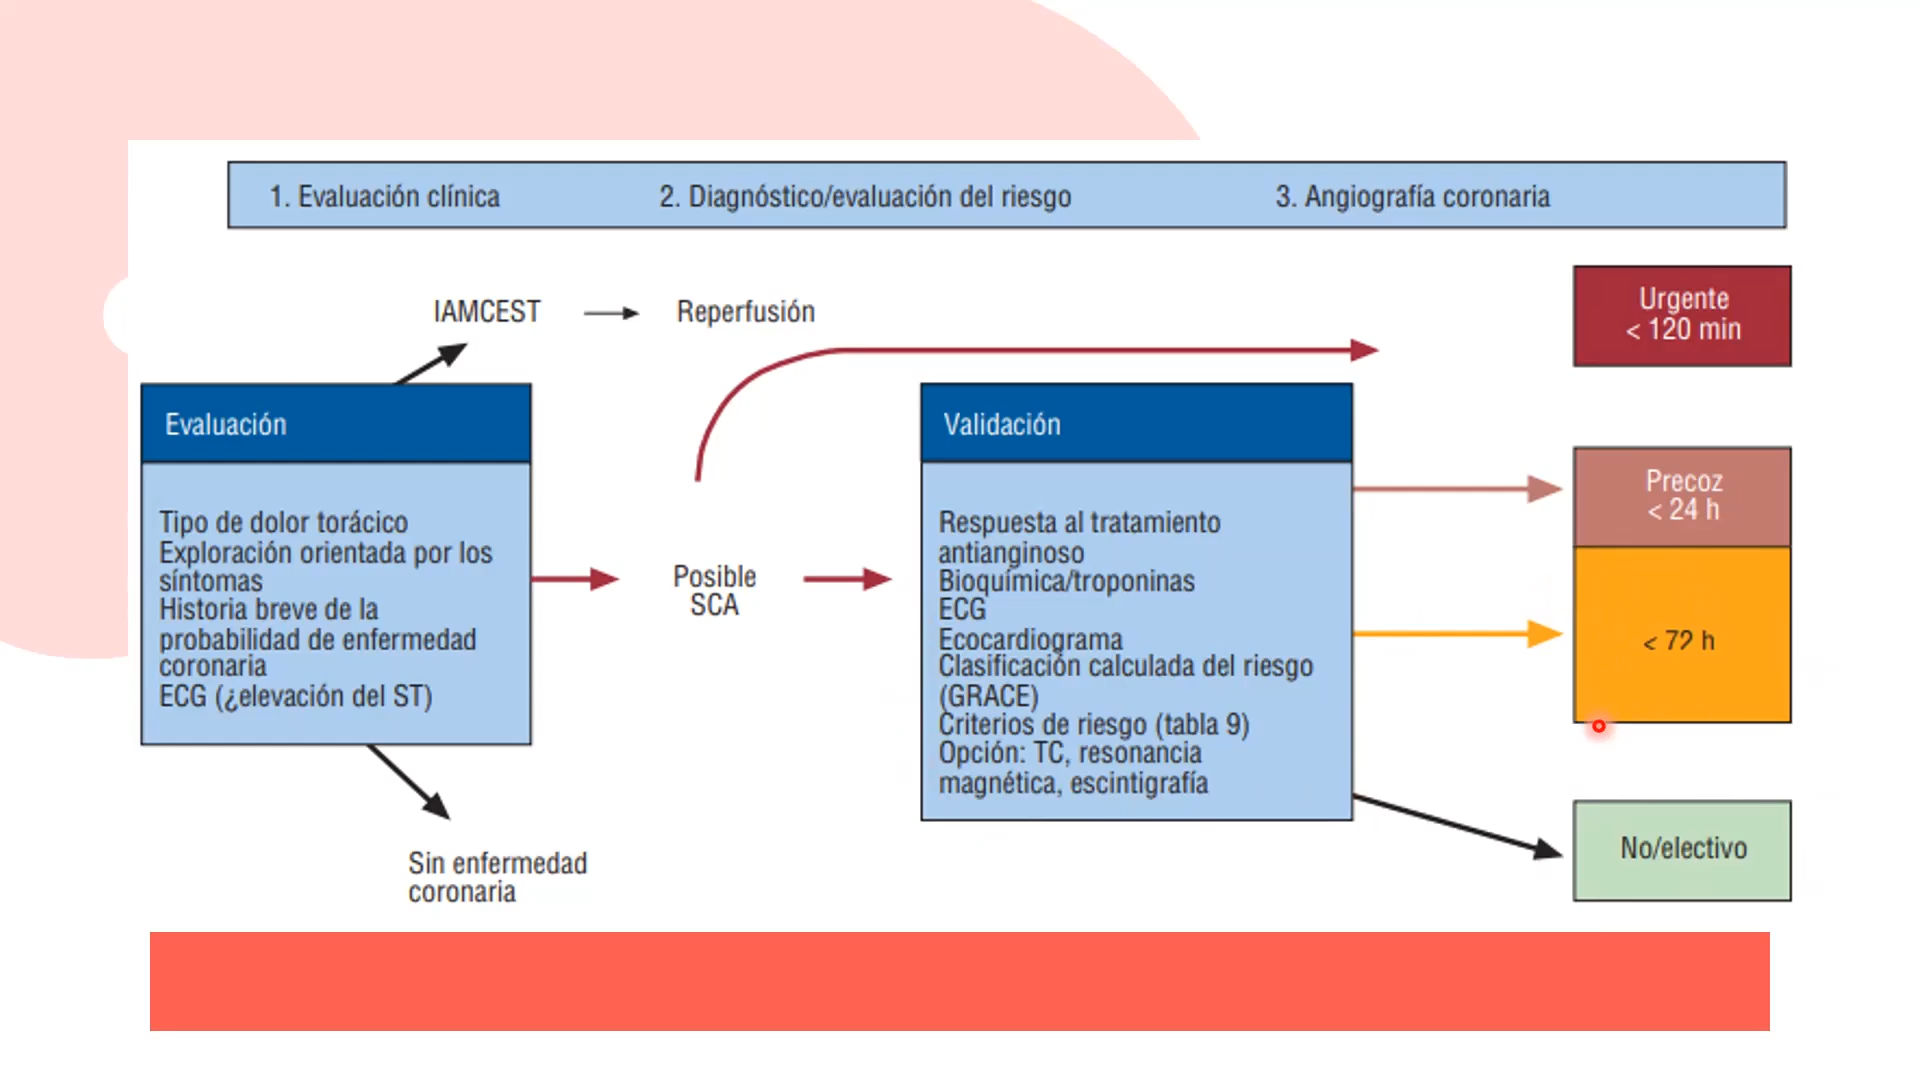 1. Evaluación clínica
2. Diagnóstico/evaluación del riesgo
3. Angiografía coronaria
IAMCEST
Reperfusión
Urgente
< 120 min
Evaluación
Tipo de dolor torácico
Exploración orientada por los
síntomas
Historia breve de la
probabilidad de enfermedad
coronaria
ECG (¿elevación del ST)
Posible
SCA
Validación
Respuesta al tratamiento
antianginoso
Bioquímica/troponinas
ECG
Ecocardiograma
Clasificación calculada del riesgo
(GRACE)
Criterios de riesgo (tabla 9)
Opción: TC, resonancia
magnética, escintigrafía
Precoz
< 24 h
< 72 h
No/electivo
Sin enfermedad
coronaria